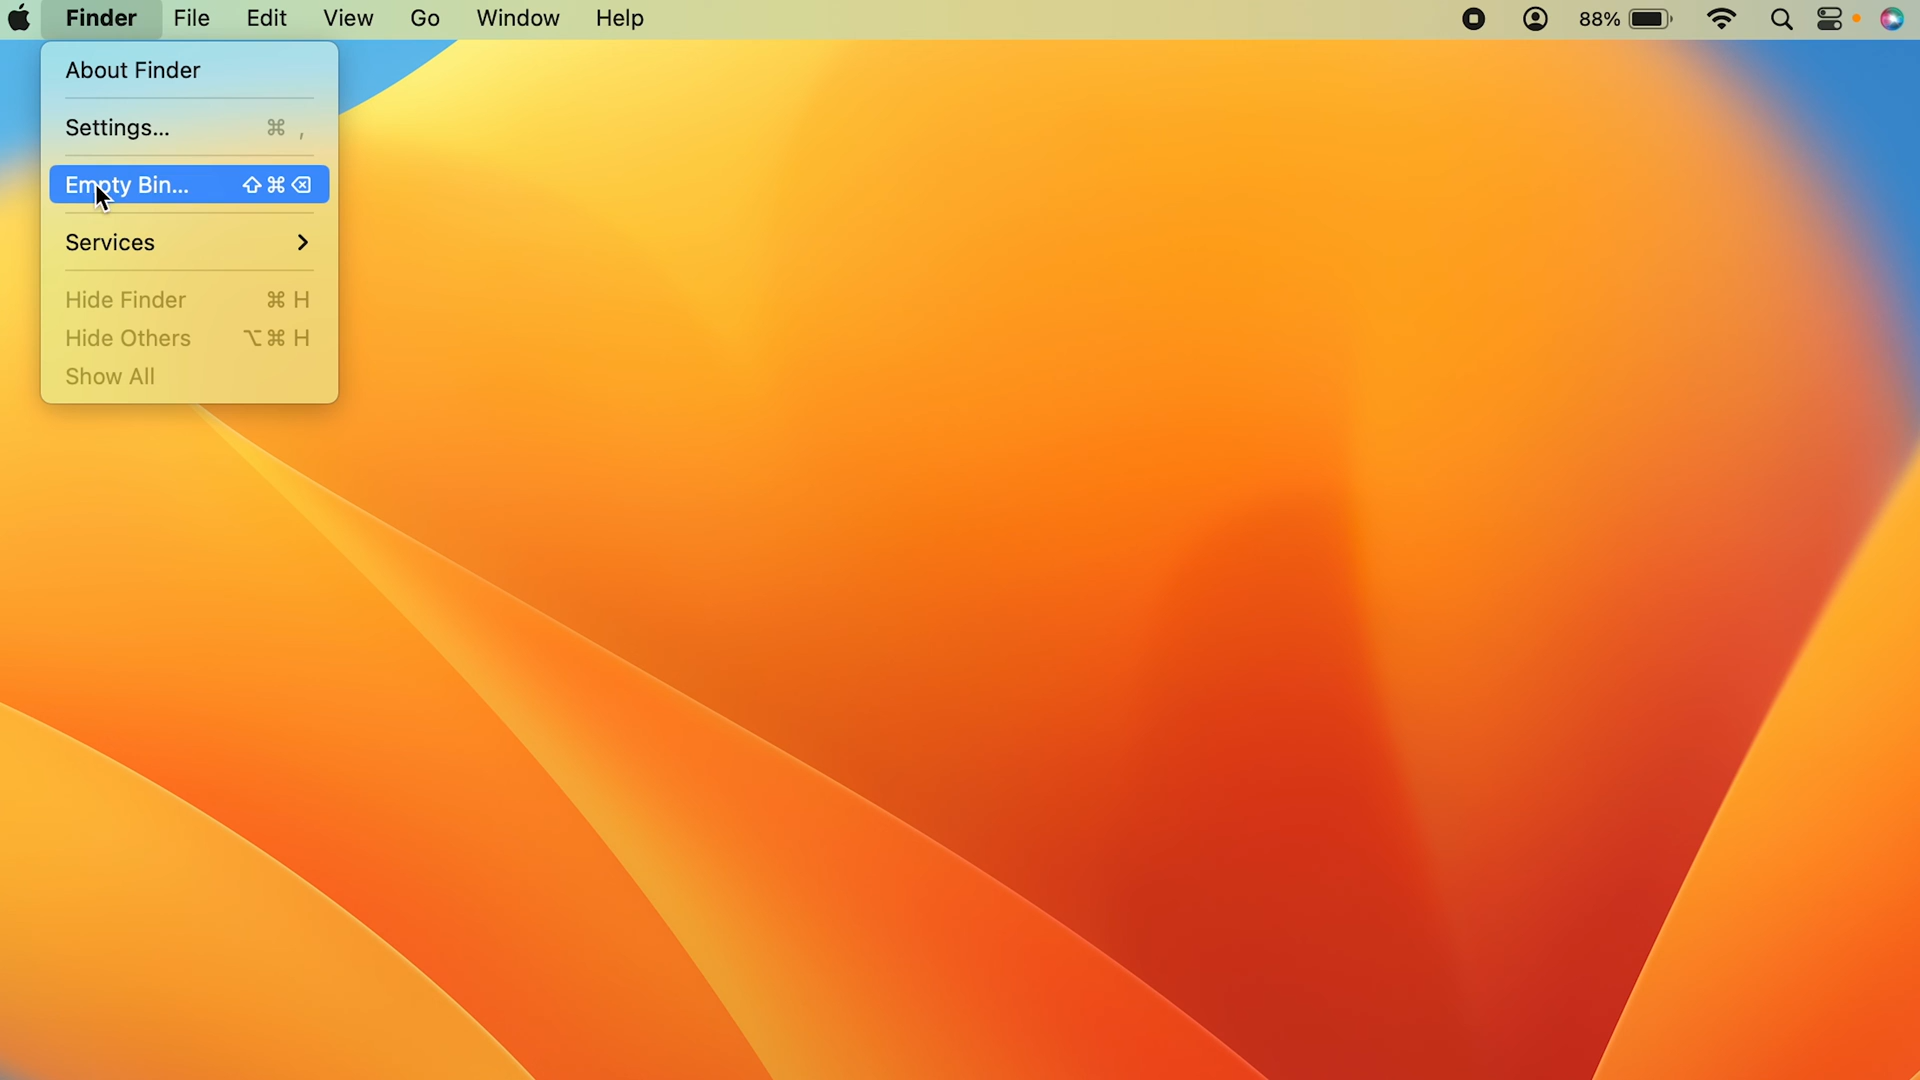 Finder File Edit View Go Window Help 88%
About Finder
Settings... ⌘ ,
Empty Bin... ⇧⌘⌫
Services >
Hide Finder ⌘ H
Hide Others ⌥⌘ H
Show All